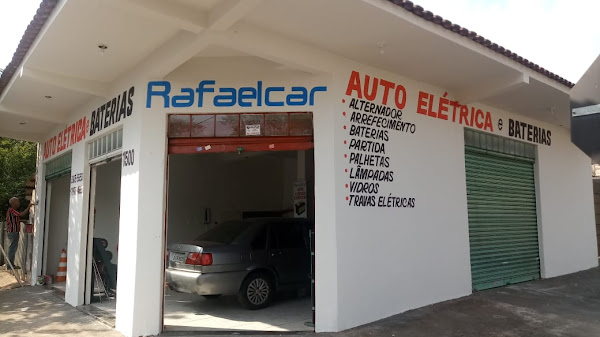 AUTO ELÉTRICA e BATERIAS
1500
Rafaelcar
AUTO ELÉTRICA e BATERIAS
• ALTERNADOR
• ARREFECIMENTO
• BATERIAS
• PARTIDA
• PALHETAS
• LÂMPADAS
• VIDROS
• TRAVAS ELÉTRICAS